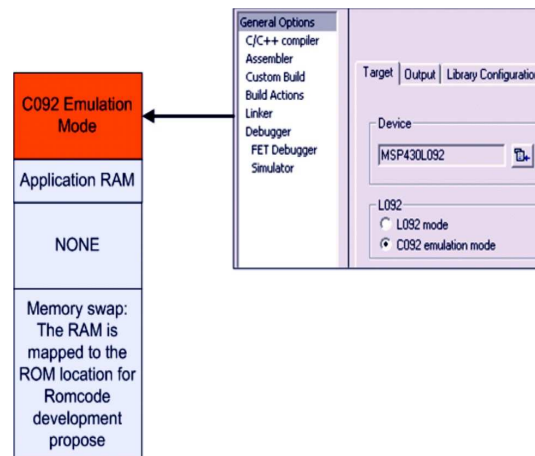 General Options
C/C++ compiler
Assembler
Custom Build
Build Actions
Linker
Debugger
FET Debugger
Simulator
Target
Output
Library Configuratio
Device
MSP430L092
L092
L092 mode
C092 emulation mode
C092 Emulation
Mode
Application RAM
NONE
Memory swap:
The RAM is
mapped to the
ROM location for
Romcode
development
propose